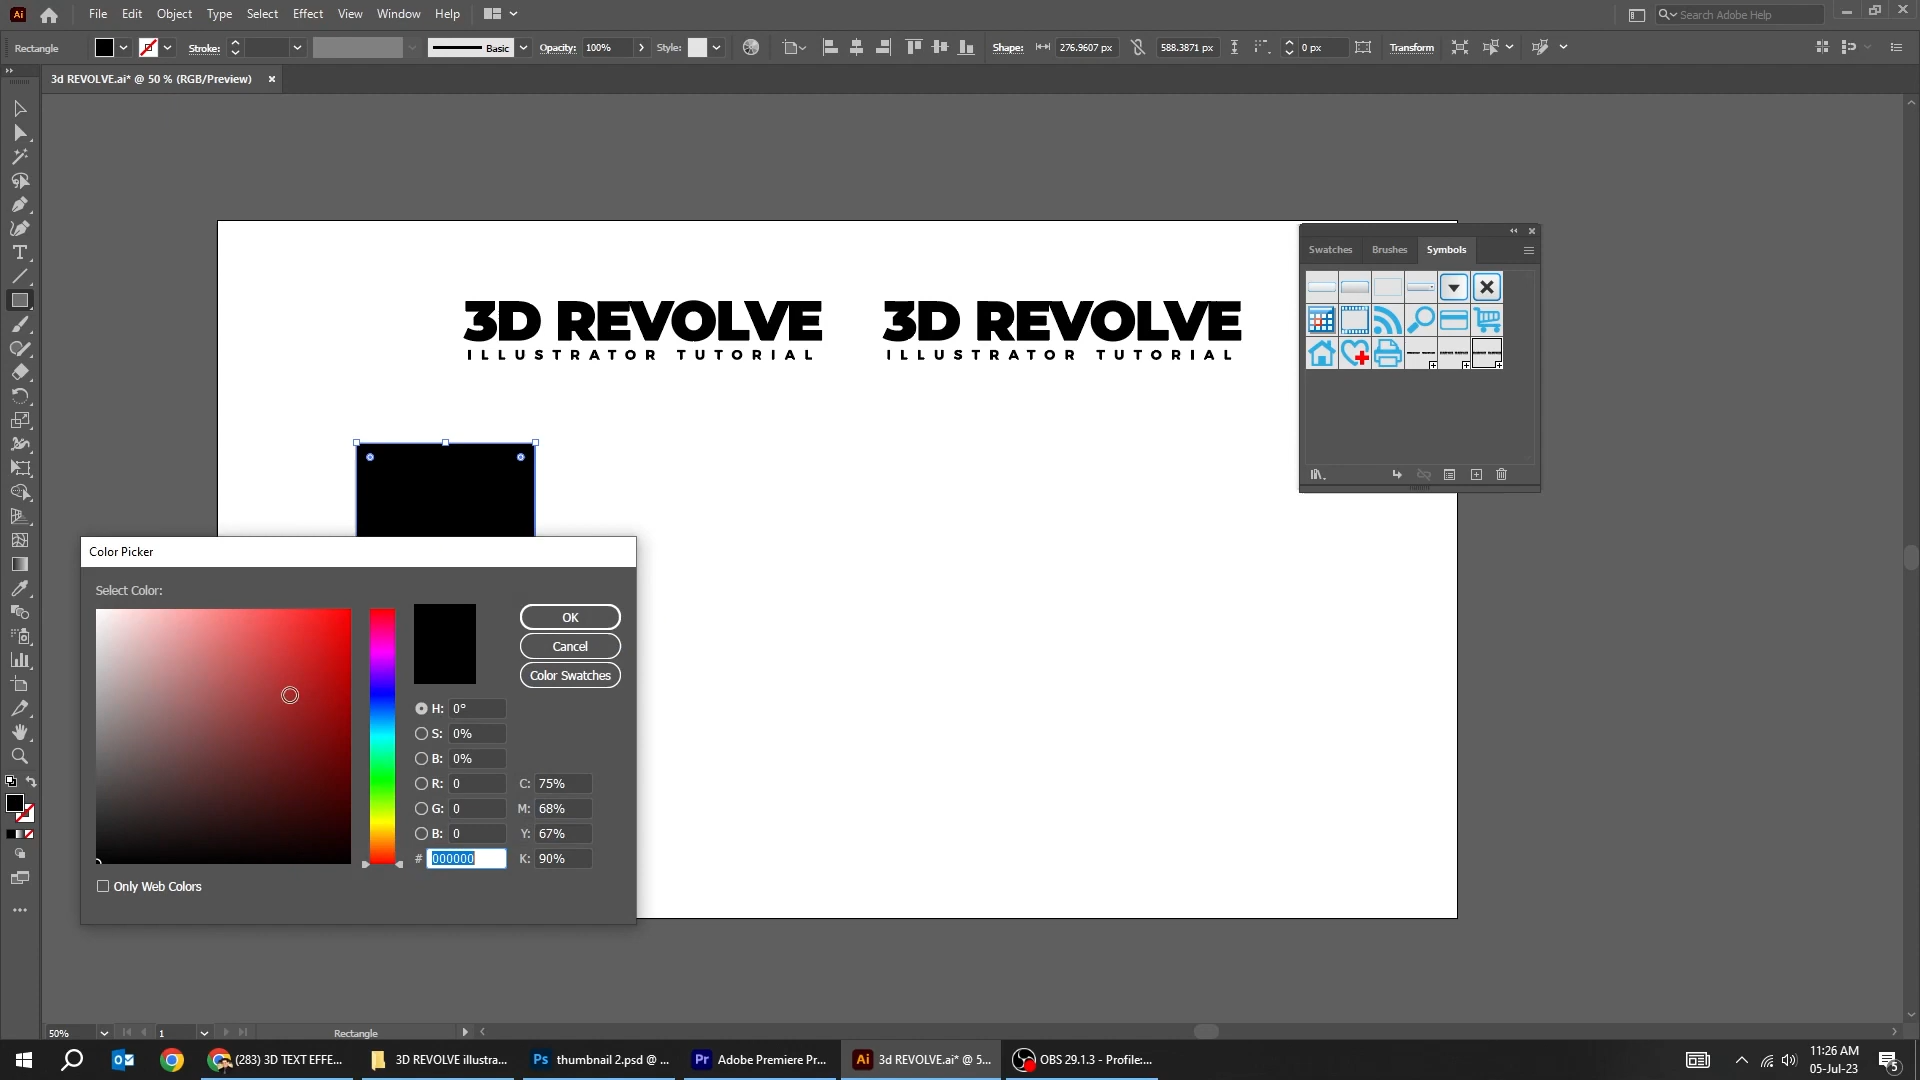 Ai File Edit Object Type Select Effect View Window Help Search Adobe Help
Rectangle Stroke: Basic Opacity: 100% Style: Shape: 276.9607 px 588.3871 px 0 px Transform
3d REVOLVE.ai* @ 50 % (RGB/Preview)
Swatches Brushes Symbols
3D REVOLVE 3D REVOLVE
ILLUSTRATOR TUTORIAL ILLUSTRATOR TUTORIAL
Color Picker
Select Color:
OK
Cancel
Color Swatches
H: 0°
S: 0%
B: 0%
R: 0 C: 75%
G: 0 M: 68%
B: 0 Y: 67%
# 000000 K: 90%
Only Web Colors
50% 1 Rectangle
(283) 3D TEXT EFFE... 3D REVOLVE illustra... Ps thumbnail 2.psd @ ... Pr Adobe Premiere Pr... Ai 3d REVOLVE.ai* @ 5... OBS 29.1.3 - Profile:... 11:26 AM
05-Jul-23 5